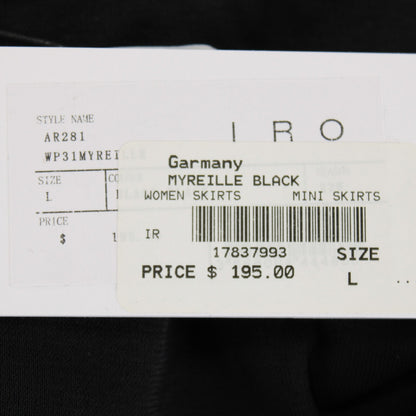 STYLE NAME
AR281
IRO
WP31MYREILLE
SIZE
L
PRICE
$
Garmany
MYREILLE BLACK
WOMEN SKIRTS MINI SKIRTS
IR
17837993
SIZE
PRICE $ 195.00
L